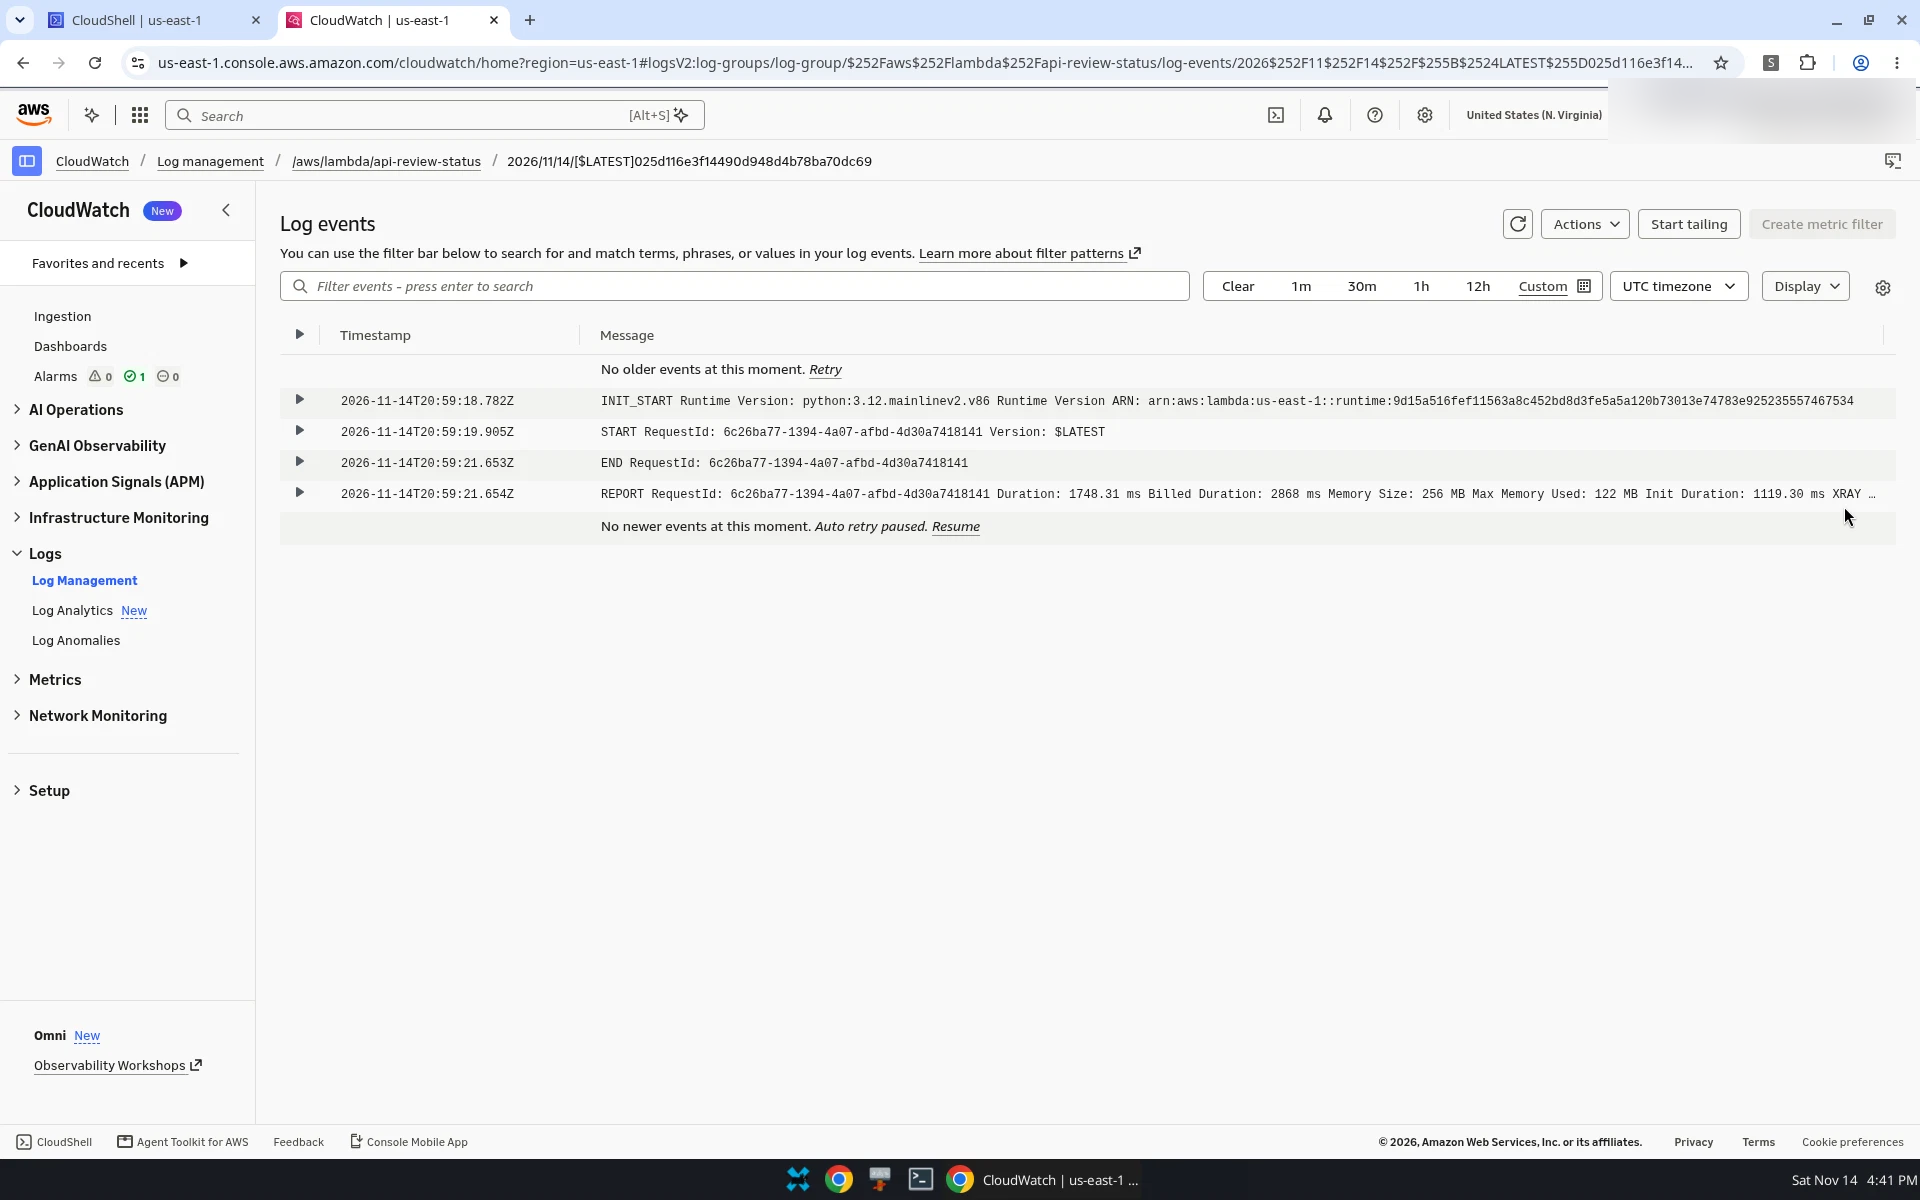 CloudShell | us-east-1
CloudWatch | us-east-1
us-east-1.console.aws.amazon.com/cloudwatch/home?region=us-east-1#logsV2:log-groups/log-group/$252Faws$252Flambda$252Fapi-review-status/log-events/2026$252F11$252F14$252F$255B$2524LATEST$255D025d116e3f14...
S
aws
Search
[Alt+S]
United States (N. Virginia)
CloudWatch / Log management / /aws/lambda/api-review-status / 2026/11/14/[$LATEST]025d116e3f14490d948d4b78ba70dc69
CloudWatch New
Favorites and recents
Ingestion
Dashboards
Alarms 0 1 0
AI Operations
GenAI Observability
Application Signals (APM)
Infrastructure Monitoring
Logs
Log Management
Log Analytics New
Log Anomalies
Metrics
Network Monitoring
Setup
Omni New
Observability Workshops
Log events
Actions
Start tailing
Create metric filter
You can use the filter bar below to search for and match terms, phrases, or values in your log events. Learn more about filter patterns
Filter events - press enter to search
Clear 1m 30m 1h 12h Custom
UTC timezone
Display
Timestamp Message
No older events at this moment. Retry
2026-11-14T20:59:18.782Z INIT_START Runtime Version: python:3.12.mainlinev2.v86 Runtime Version ARN: arn:aws:lambda:us-east-1::runtime:9d15a516fef11563a8c452bd8d3fe5a5a120b73013e74783e925235557467534
2026-11-14T20:59:19.905Z START RequestId: 6c26ba77-1394-4a07-afbd-4d30a7418141 Version: $LATEST
2026-11-14T20:59:21.653Z END RequestId: 6c26ba77-1394-4a07-afbd-4d30a7418141
2026-11-14T20:59:21.654Z REPORT RequestId: 6c26ba77-1394-4a07-afbd-4d30a7418141 Duration: 1748.31 ms Billed Duration: 2868 ms Memory Size: 256 MB Max Memory Used: 122 MB Init Duration: 1119.30 ms XRAY …
No newer events at this moment. Auto retry paused. Resume
CloudShell
Agent Toolkit for AWS
Feedback
Console Mobile App
© 2026, Amazon Web Services, Inc. or its affiliates.
Privacy
Terms
Cookie preferences
CloudWatch | us-east-1 ...
Sat Nov 14 4:41 PM